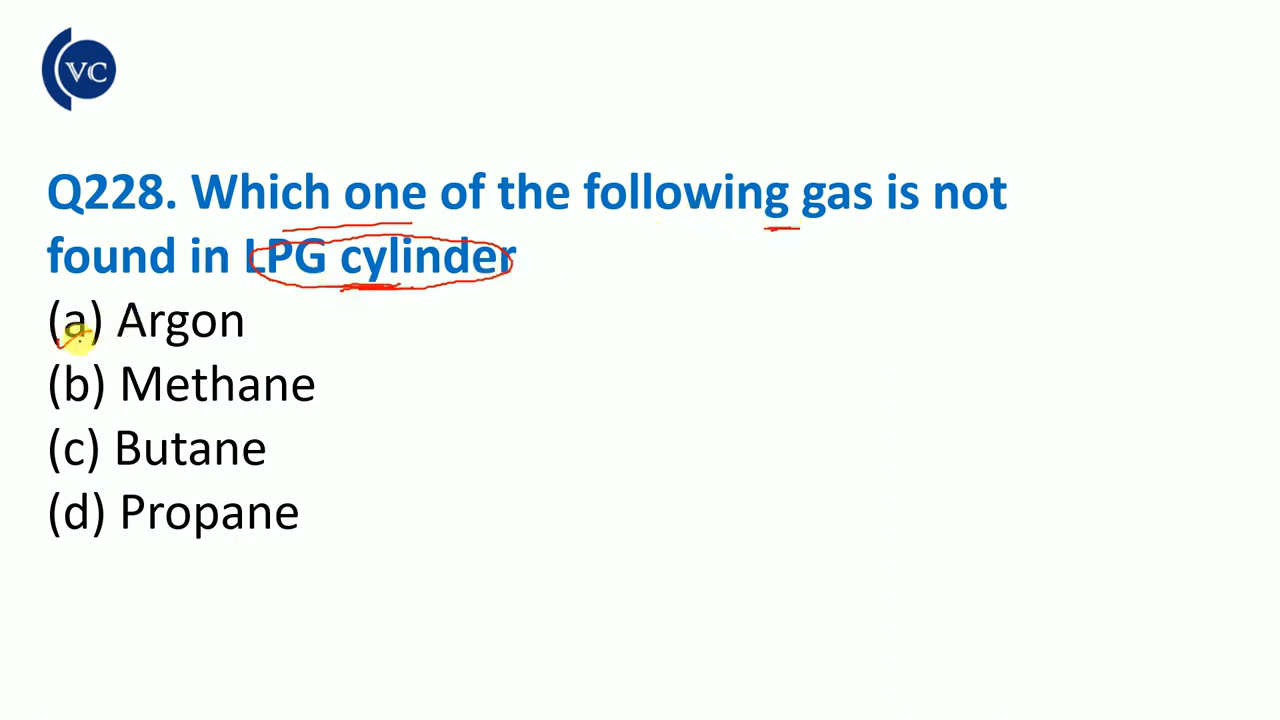 VC
Q228. Which one of the following gas is not
found in LPG cylinder
(a) Argon
(b) Methane
(c) Butane
(d) Propane